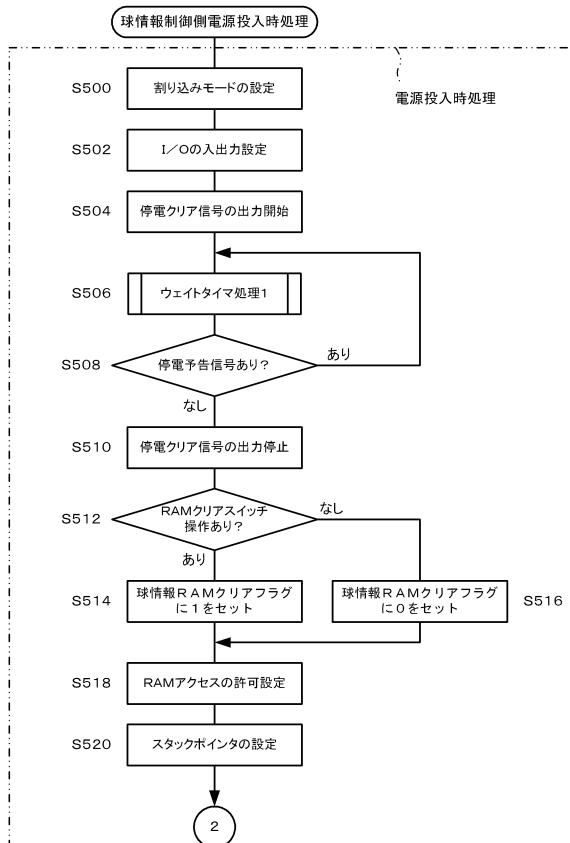 球情報制御側電源投入時処理
電源投入時処理
S500
割り込みモードの設定
S502
I／Oの入出力設定
S504
停電クリア信号の出力開始
S506
ウェイトタイマ処理1
S508
停電予告信号あり？
あり
なし
S510
停電クリア信号の出力停止
S512
RAMクリアスイッチ
操作あり？
なし
あり
S514
球情報ＲＡＭクリアフラグ
に１をセット
球情報ＲＡＭクリアフラグ
に０をセット
S516
S518
RAMアクセスの許可設定
S520
スタックポインタの設定
2